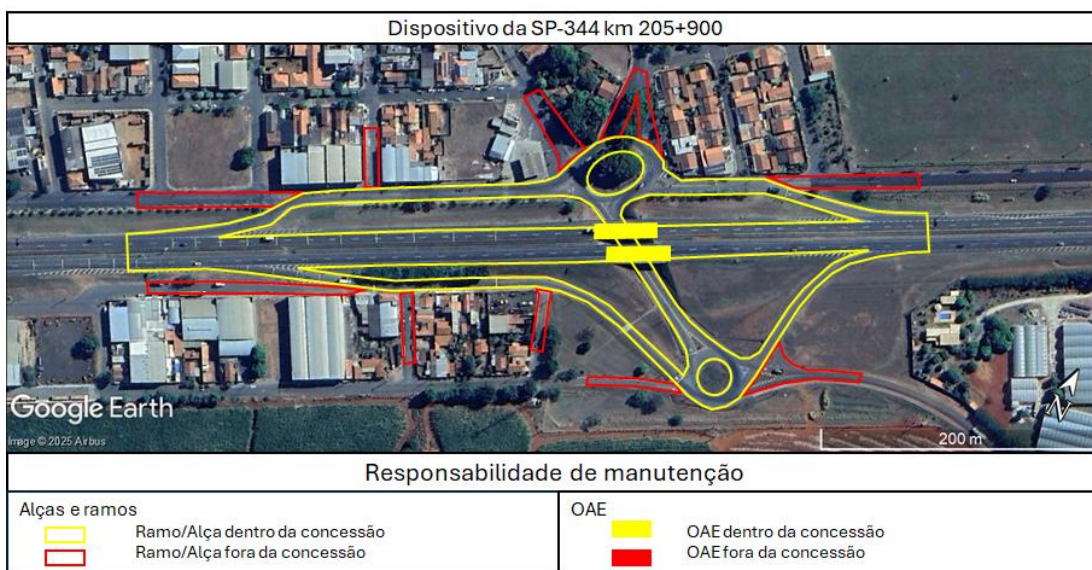 Dispositivo da SP-344 km 205+900
Google Earth
Image © 2025 Airbus
N
200 m
Responsabilidade de manutenção
Alças e ramos
Ramo/Alça dentro da concessão
Ramo/Alça fora da concessão
OAE
OAE dentro da concessão
OAE fora da concessão